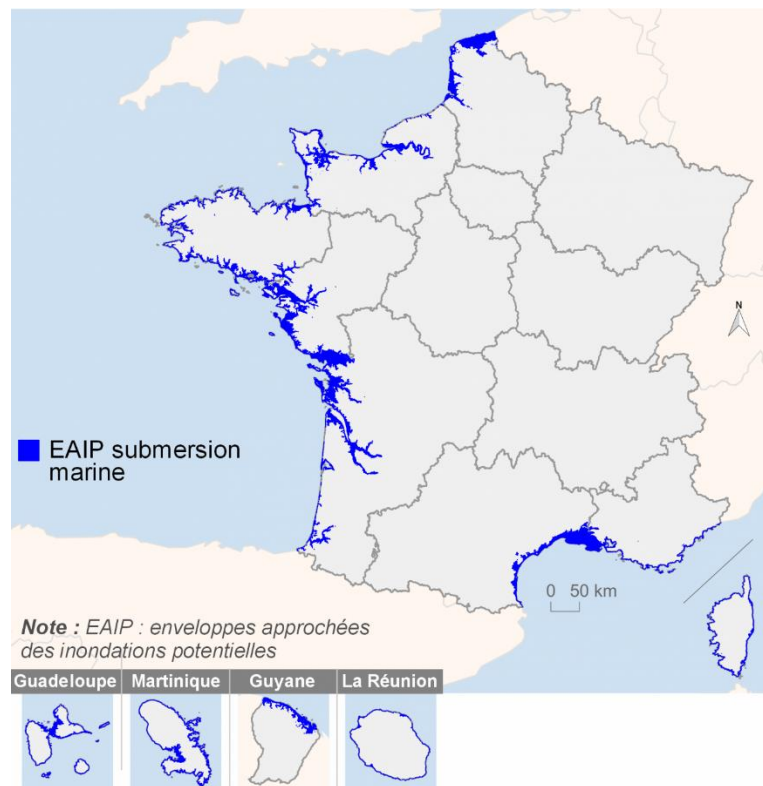 N
EAIP submersion
marine
0 50 km
Note : EAIP : enveloppes approchées
des inondations potentielles
Guadeloupe Martinique Guyane La Réunion